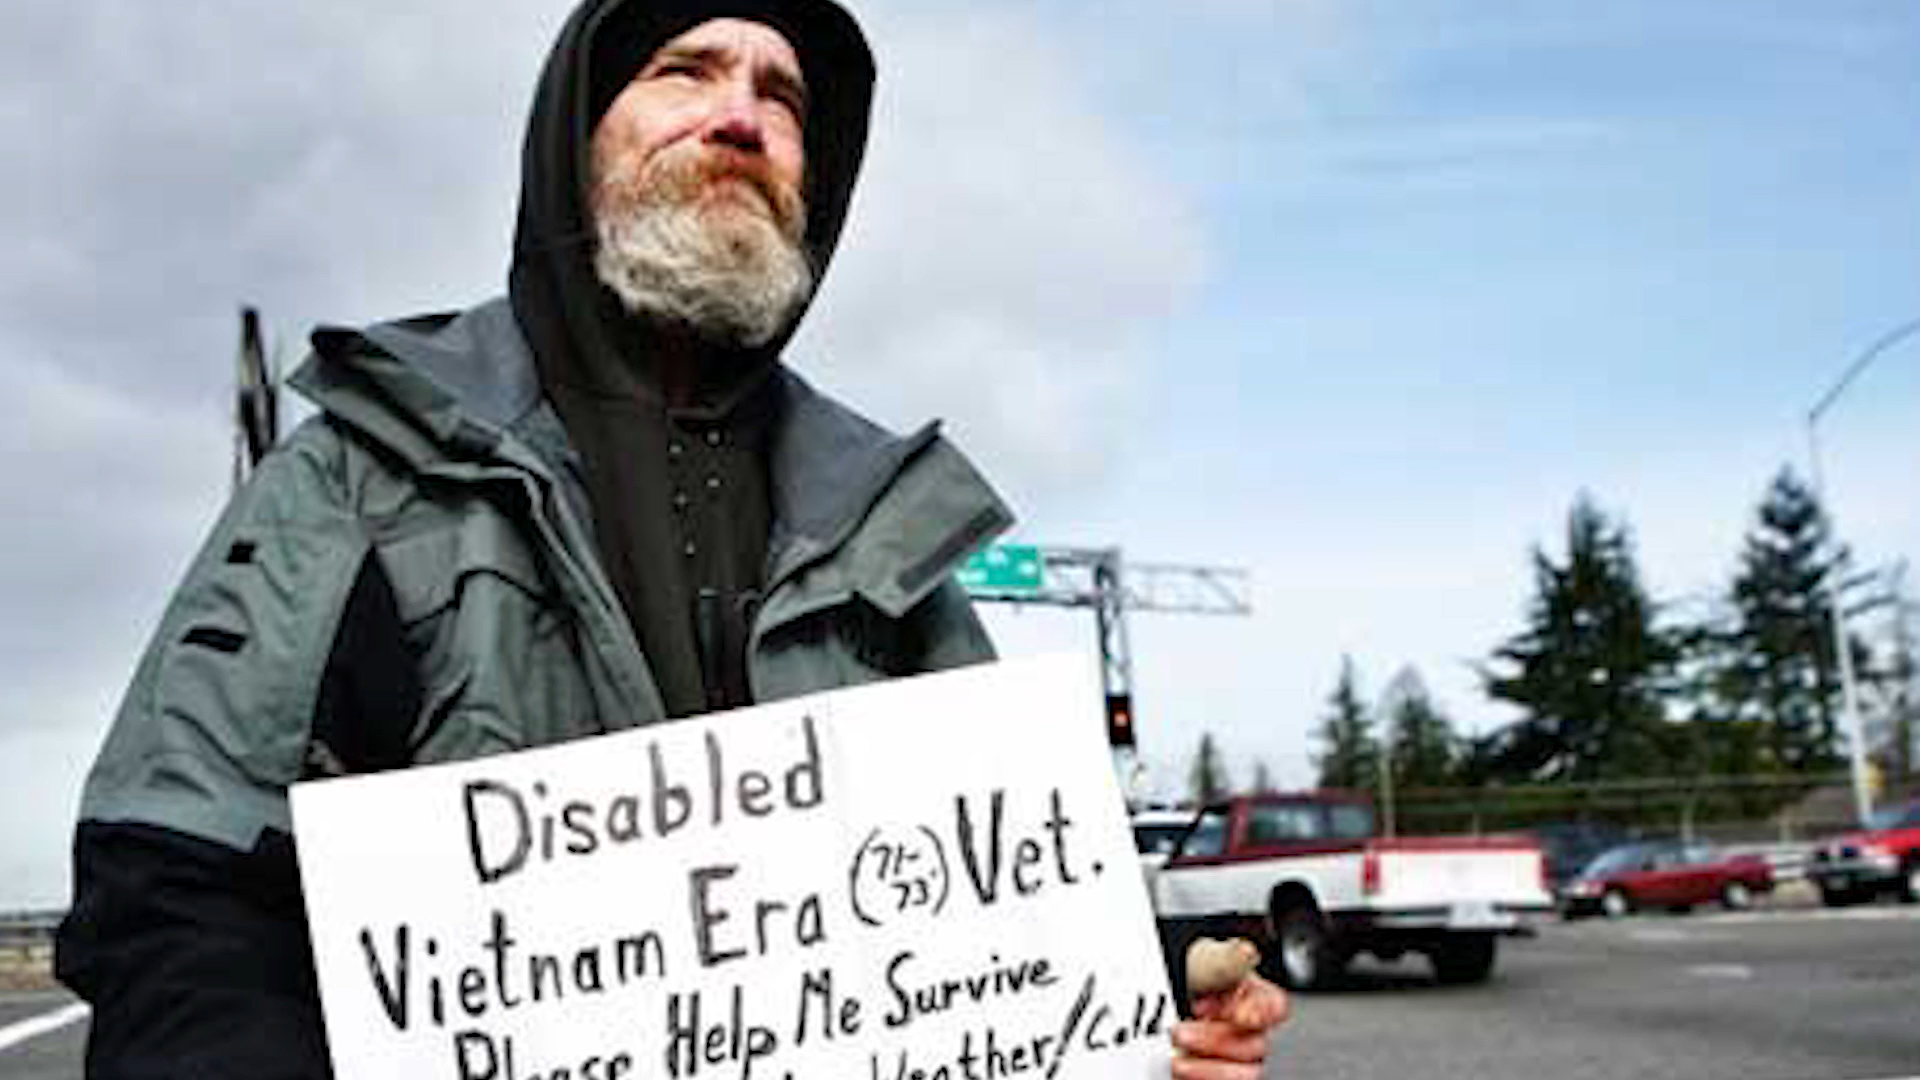 Disabled
Vietnam Era (71-73) Vet.
Please Help Me Survive
Weather/Cold